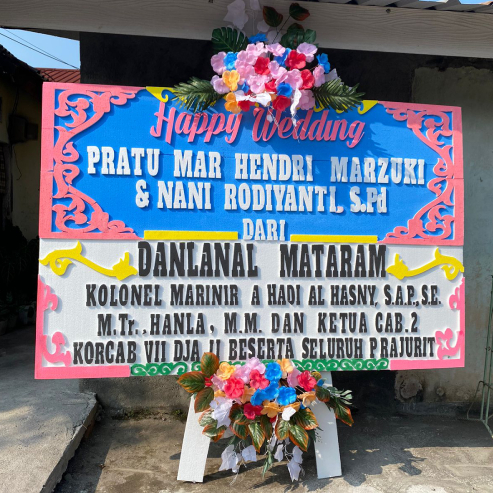 Happy Wedding
PRATU MAR HENDRI MARZUKI
& NANI RODIYANTI, S.Pd
DARI
DANLANAL MATARAM
KOLONEL MARINIR A HADI AL HASNY, S.A.P., S.E.
M.Tr., HANLA, M.M. DAN KETUA CAB.2
KORCAB VII DJA II BESERTA SELURUH PRAJURIT